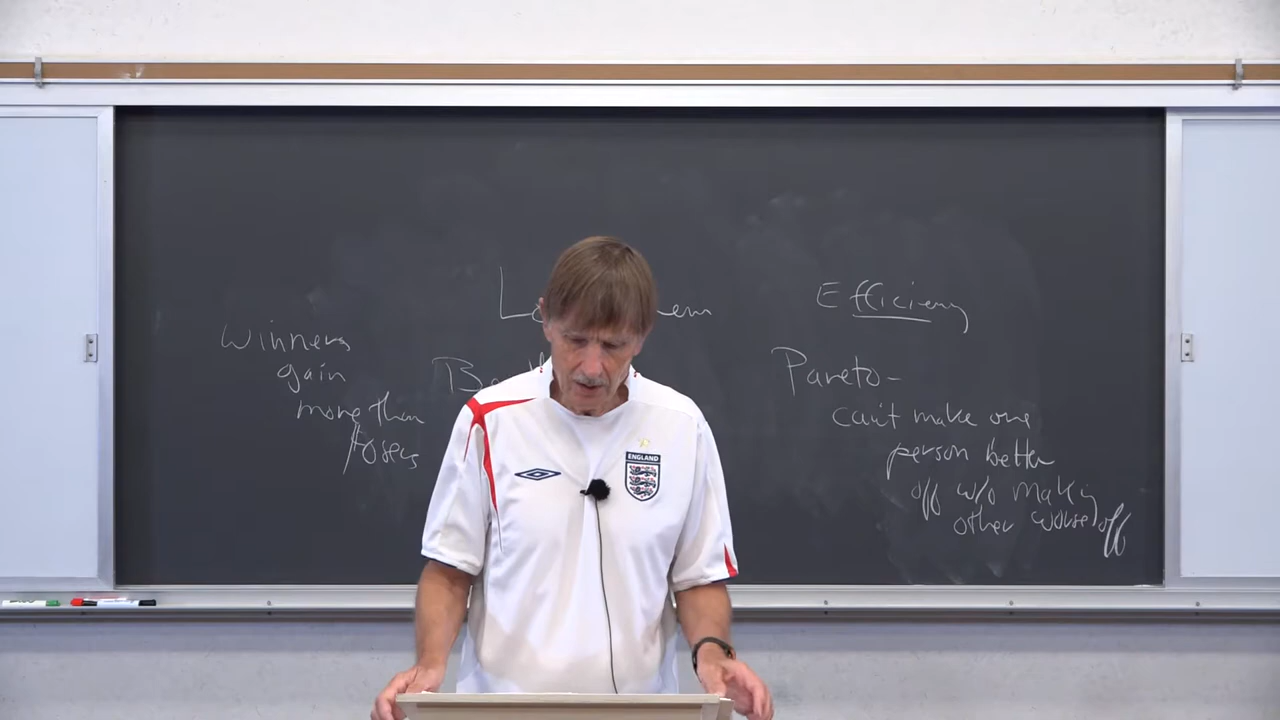 Efficiency
winners
gain
more than
losers
Pareto-
can't make one
person better
off w/o making
other worse off
ENGLAND